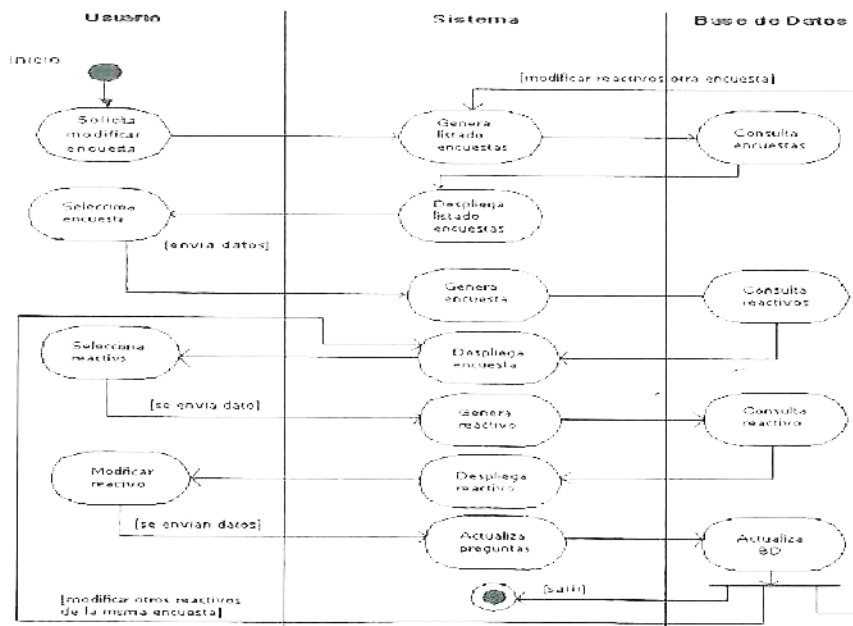 Usuario
Sistema
Base de Datos
Inicio
[modificar reactivos otra encuesta]
Solicita
modificar
encuesta
Genera
listado
encuestas
Consulta
encuestas
Selecciona
encuesta
Despliega
listado
encuestas
[envia datos]
Genera
encuesta
Consulta
reactivos
Selecciona
reactivo
Despliega
encuesta
[se envia dato]
Genera
reactivo
Consulta
reactivo
Modificar
reactivo
Despliega
reactivo
[se envian datos]
Actualiza
preguntas
Actualiza
BD
[salir]
[modificar otros reactivos
de la misma encuesta]